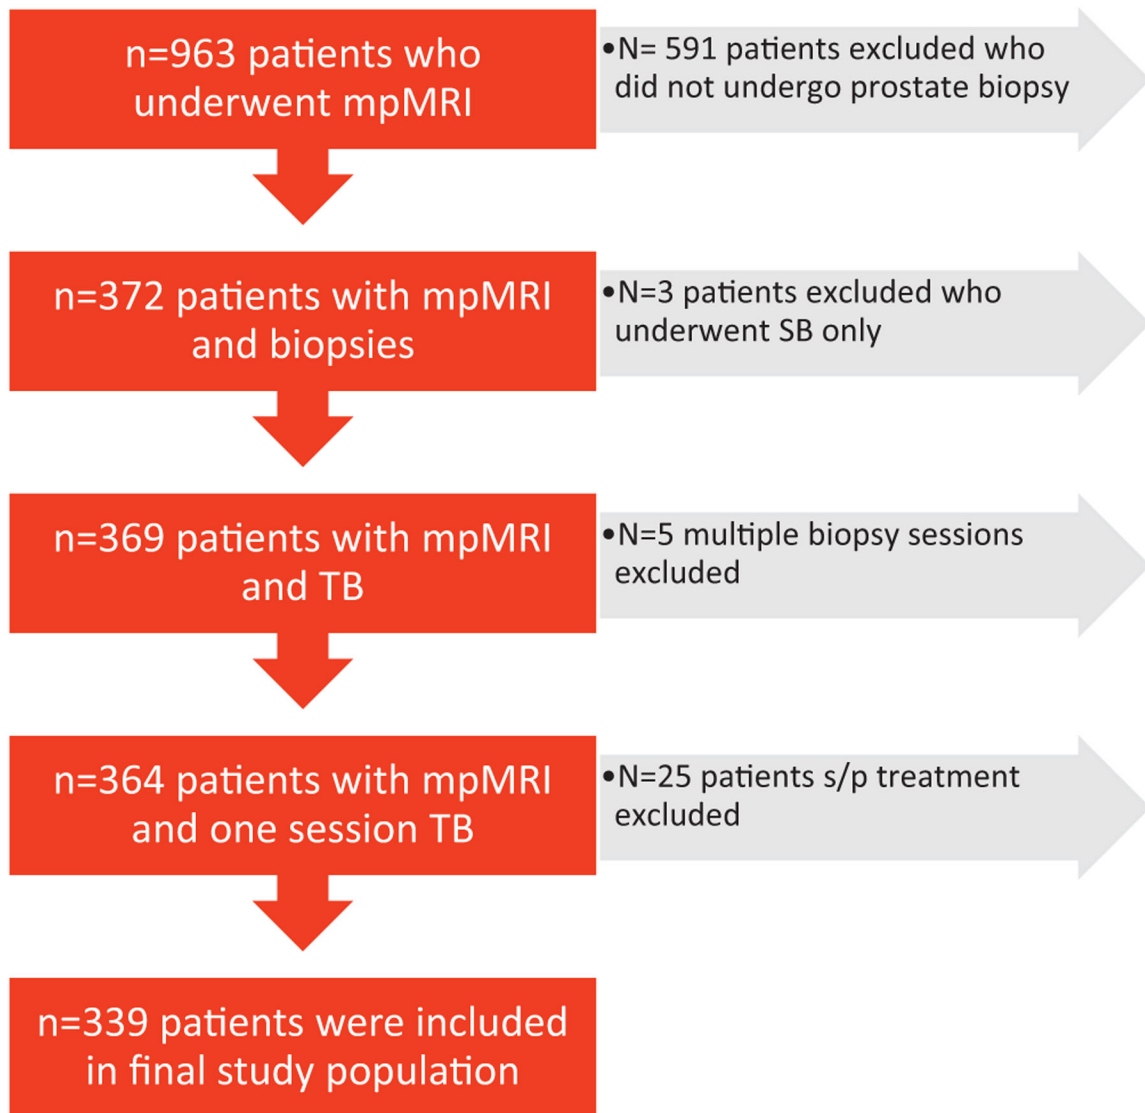 n=963 patients who
underwent mpMRI
•N= 591 patients excluded who
did not undergo prostate biopsy
n=372 patients with mpMRI
and biopsies
•N=3 patients excluded who
underwent SB only
n=369 patients with mpMRI
and TB
•N=5 multiple biopsy sessions
excluded
n=364 patients with mpMRI
and one session TB
•N=25 patients s/p treatment
excluded
n=339 patients were included
in final study population